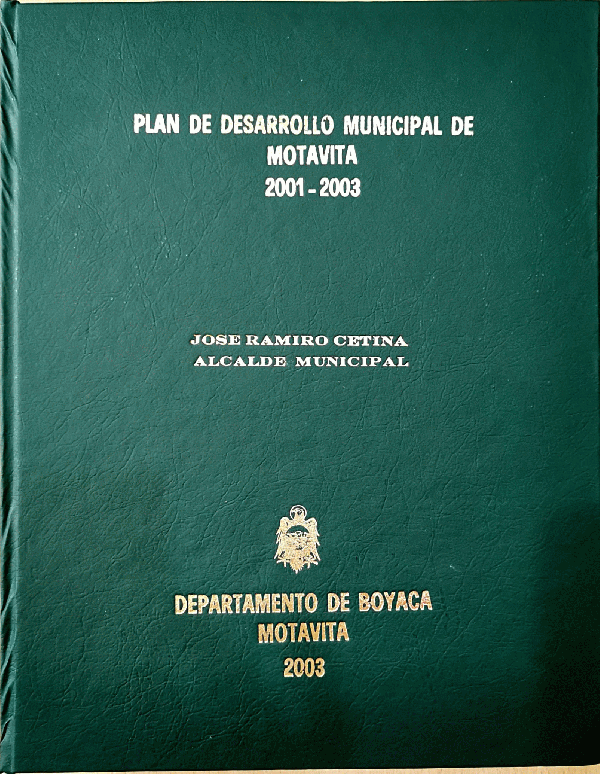 PLAN DE DESARROLLO MUNICIPAL DE
MOTAVITA
2001 - 2003
JOSE RAMIRO CETINA
ALCALDE MUNICIPAL
DEPARTAMENTO DE BOYACA
MOTAVITA
2003